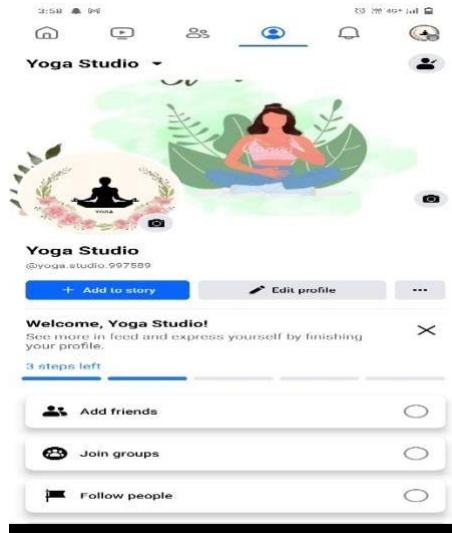 3:58
Yoga Studio
YOGA
Yoga Studio
@yoga.studio.997589
+ Add to story
Edit profile
Welcome, Yoga Studio!
See more in feed and express yourself by finishing
your profile.
3 steps left
Add friends
Join groups
Follow people